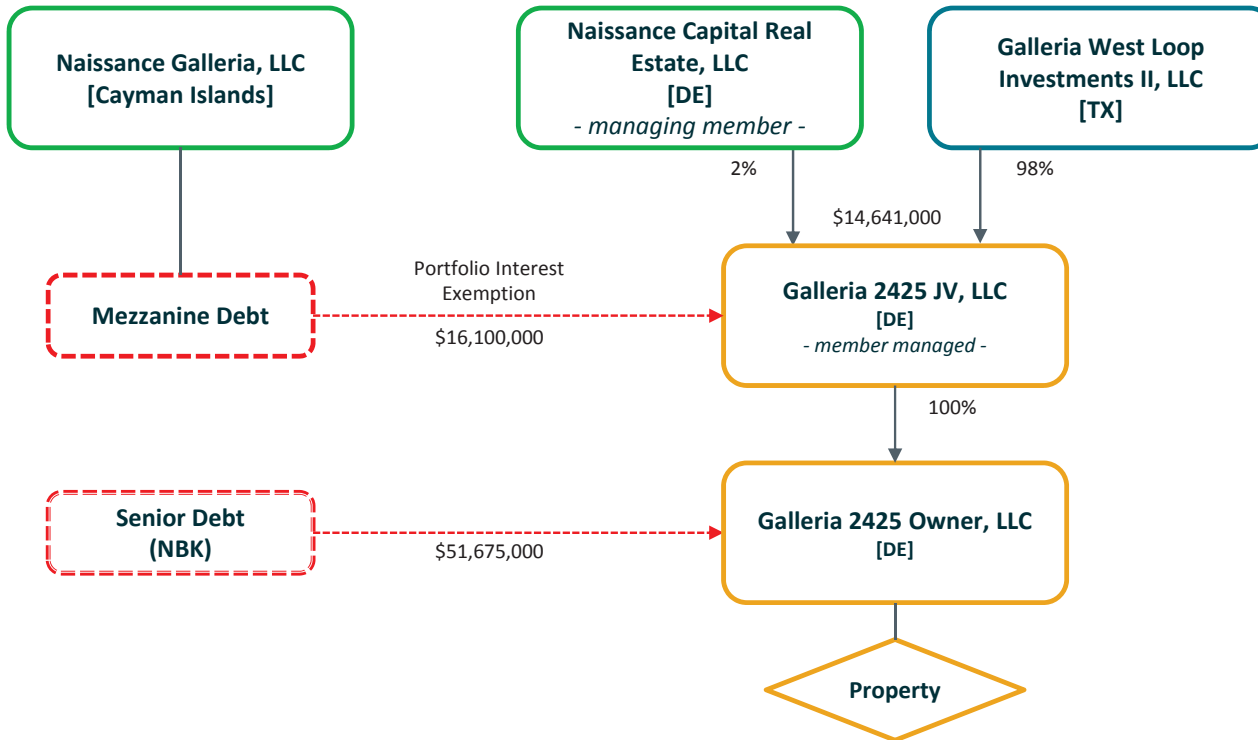 Naissance Galleria, LLC
[Cayman Islands]
Naissance Capital Real
Estate, LLC
[DE]
- managing member -
Galleria West Loop
Investments II, LLC
[TX]
2%
98%
$14,641,000
Mezzanine Debt
Portfolio Interest
Exemption
$16,100,000
Galleria 2425 JV, LLC
[DE]
- member managed -
100%
Senior Debt
(NBK)
$51,675,000
Galleria 2425 Owner, LLC
[DE]
Property